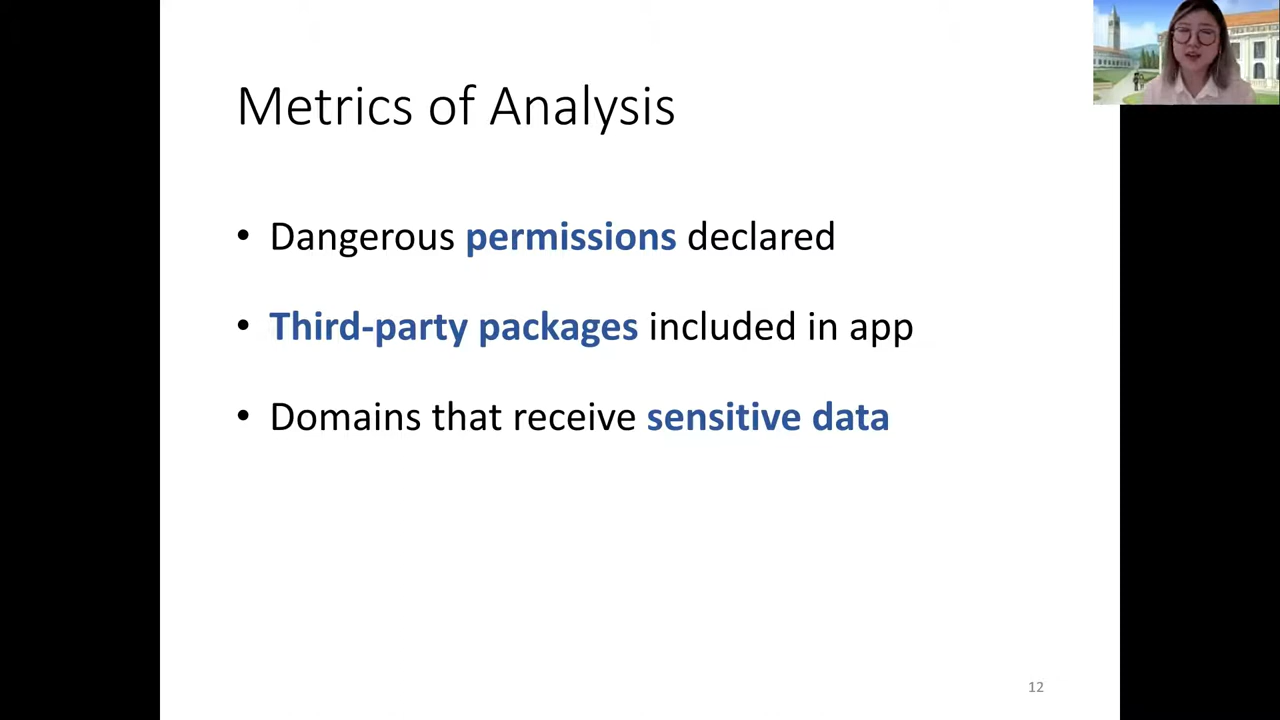 Metrics of Analysis
• Dangerous permissions declared
• Third-party packages included in app
• Domains that receive sensitive data
12